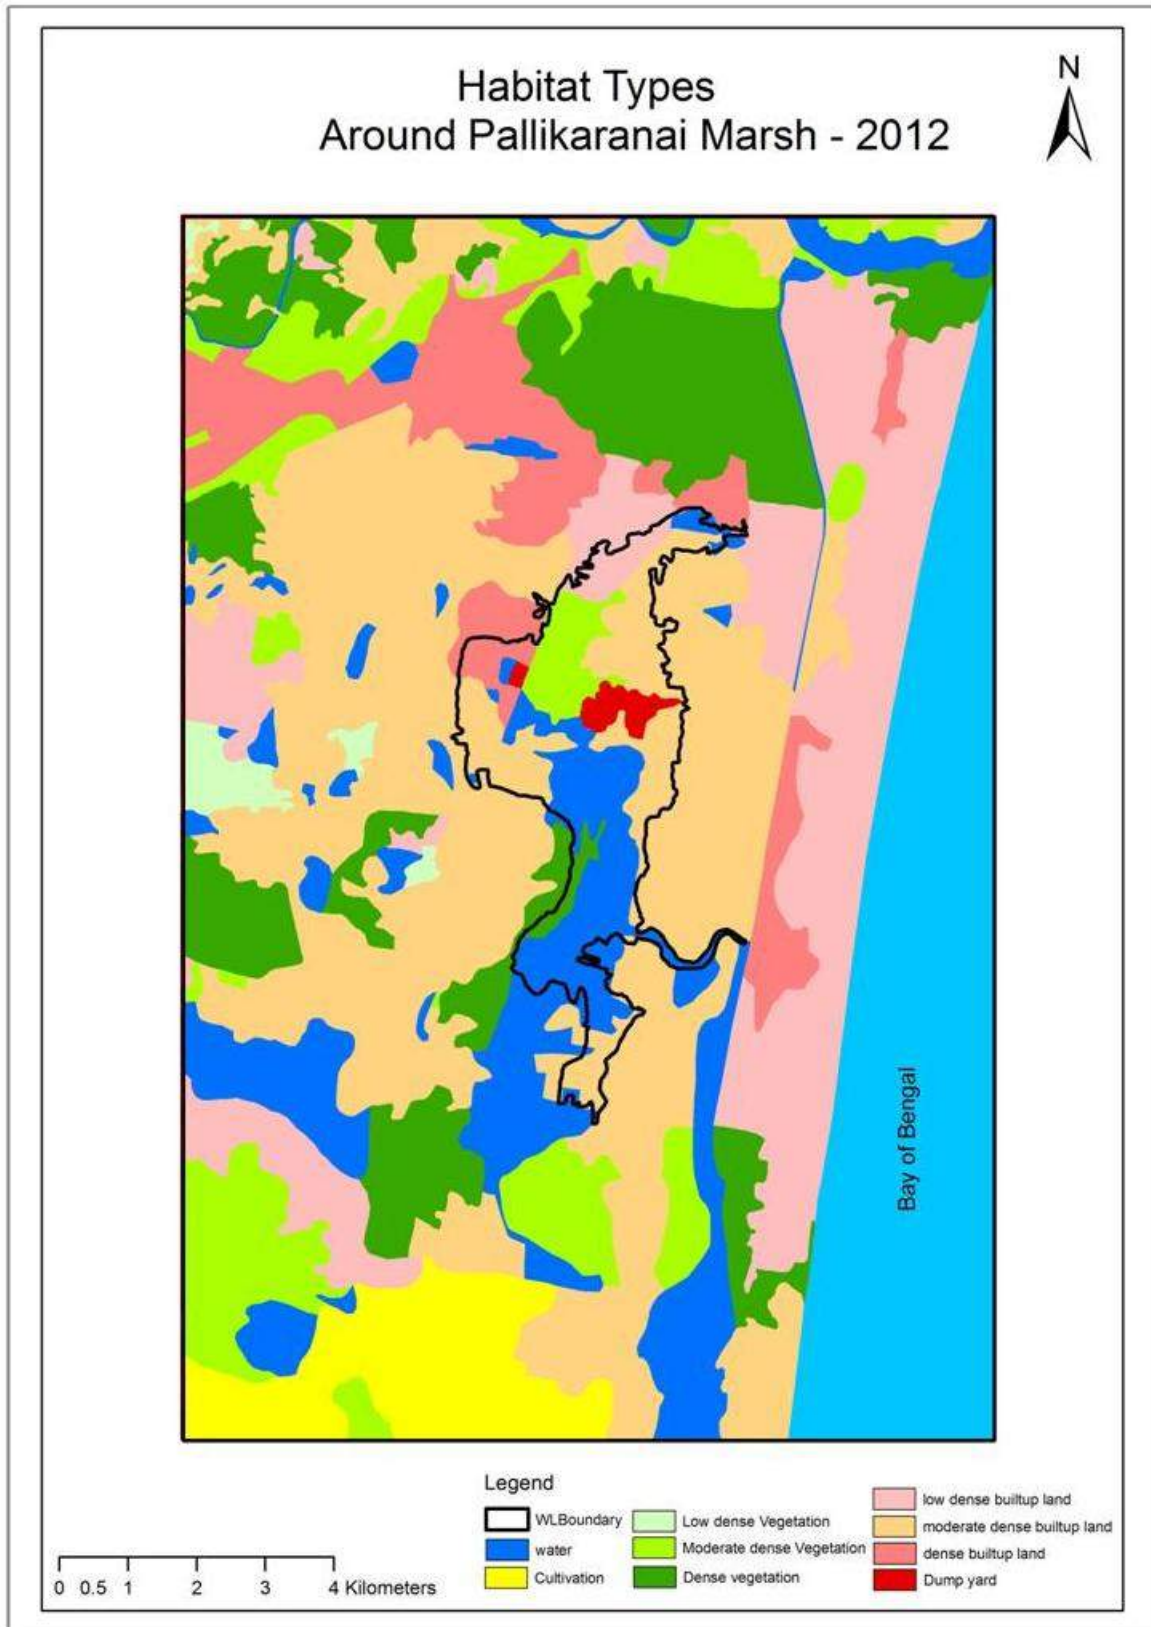 Habitat Types
Around Pallikaranai Marsh - 2012
N
Bay of Bengal
Legend
WLBoundary
water
Cultivation
Low dense Vegetation
Moderate dense Vegetation
Dense vegetation
low dense builtup land
moderate dense builtup land
dense builtup land
Dump yard
0 0.5 1 2 3 4 Kilometers